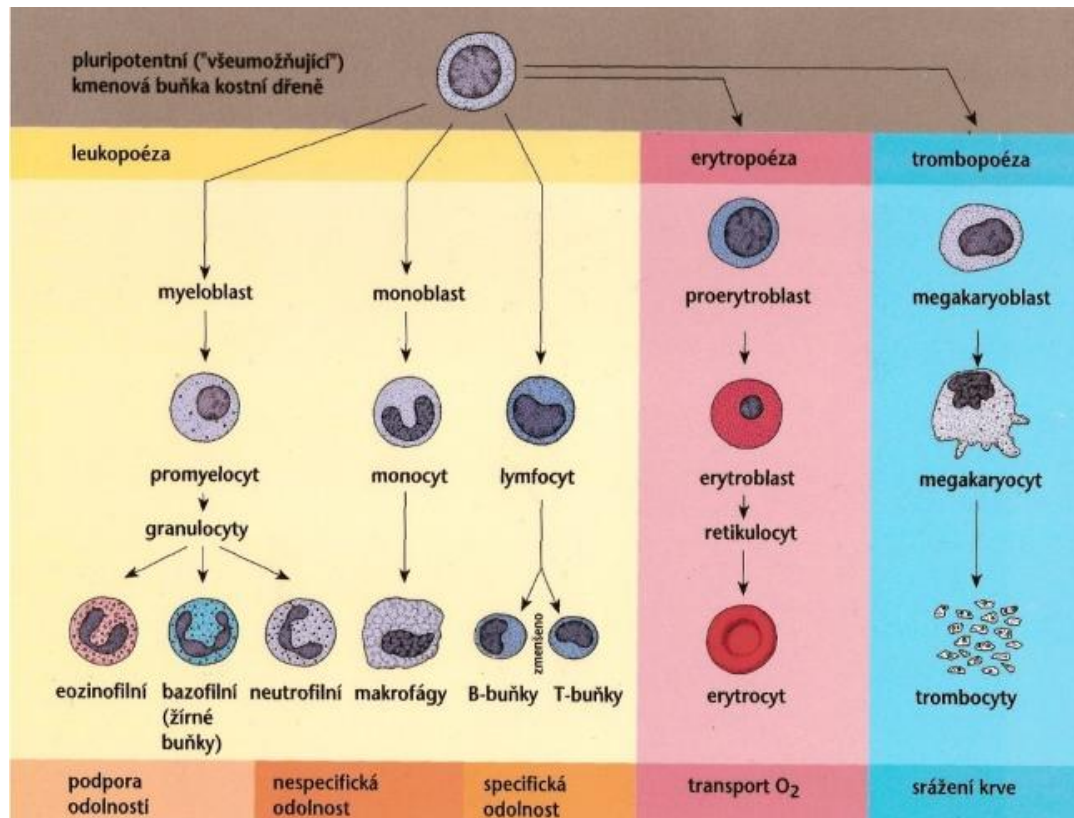 pluripotentní ("všeumožňující")
kmenová buňka kostní dřeně
leukopoéza
erytropoéza
trombopoéza
myeloblast
monoblast
proerytroblast
megakaryoblast
promyelocyt
monocyt
lymfocyt
erytroblast
megakaryocyt
granulocyty
retikulocyt
zmenšeno
eozinofilní
bazofilní
(žírné
buňky)
neutrofilní
makrofágy
B-buňky
T-buňky
erytrocyt
trombocyty
podpora
odolnosti
nespecifická
odolnost
specifická
odolnost
transport O₂
srážení krve